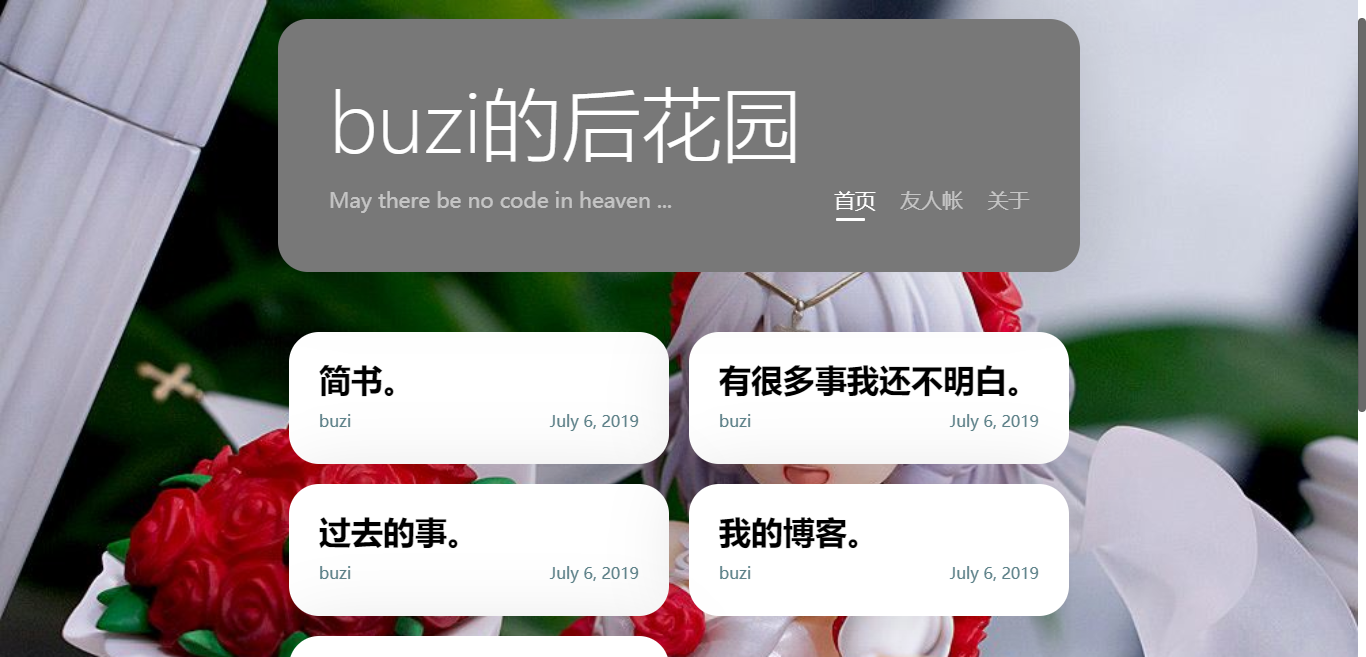 buzi的后花园
May there be no code in heaven ...
首页 友人帐 关于
简书。
buzi July 6, 2019
有很多事我还不明白。
buzi July 6, 2019
过去的事。
buzi July 6, 2019
我的博客。
buzi July 6, 2019